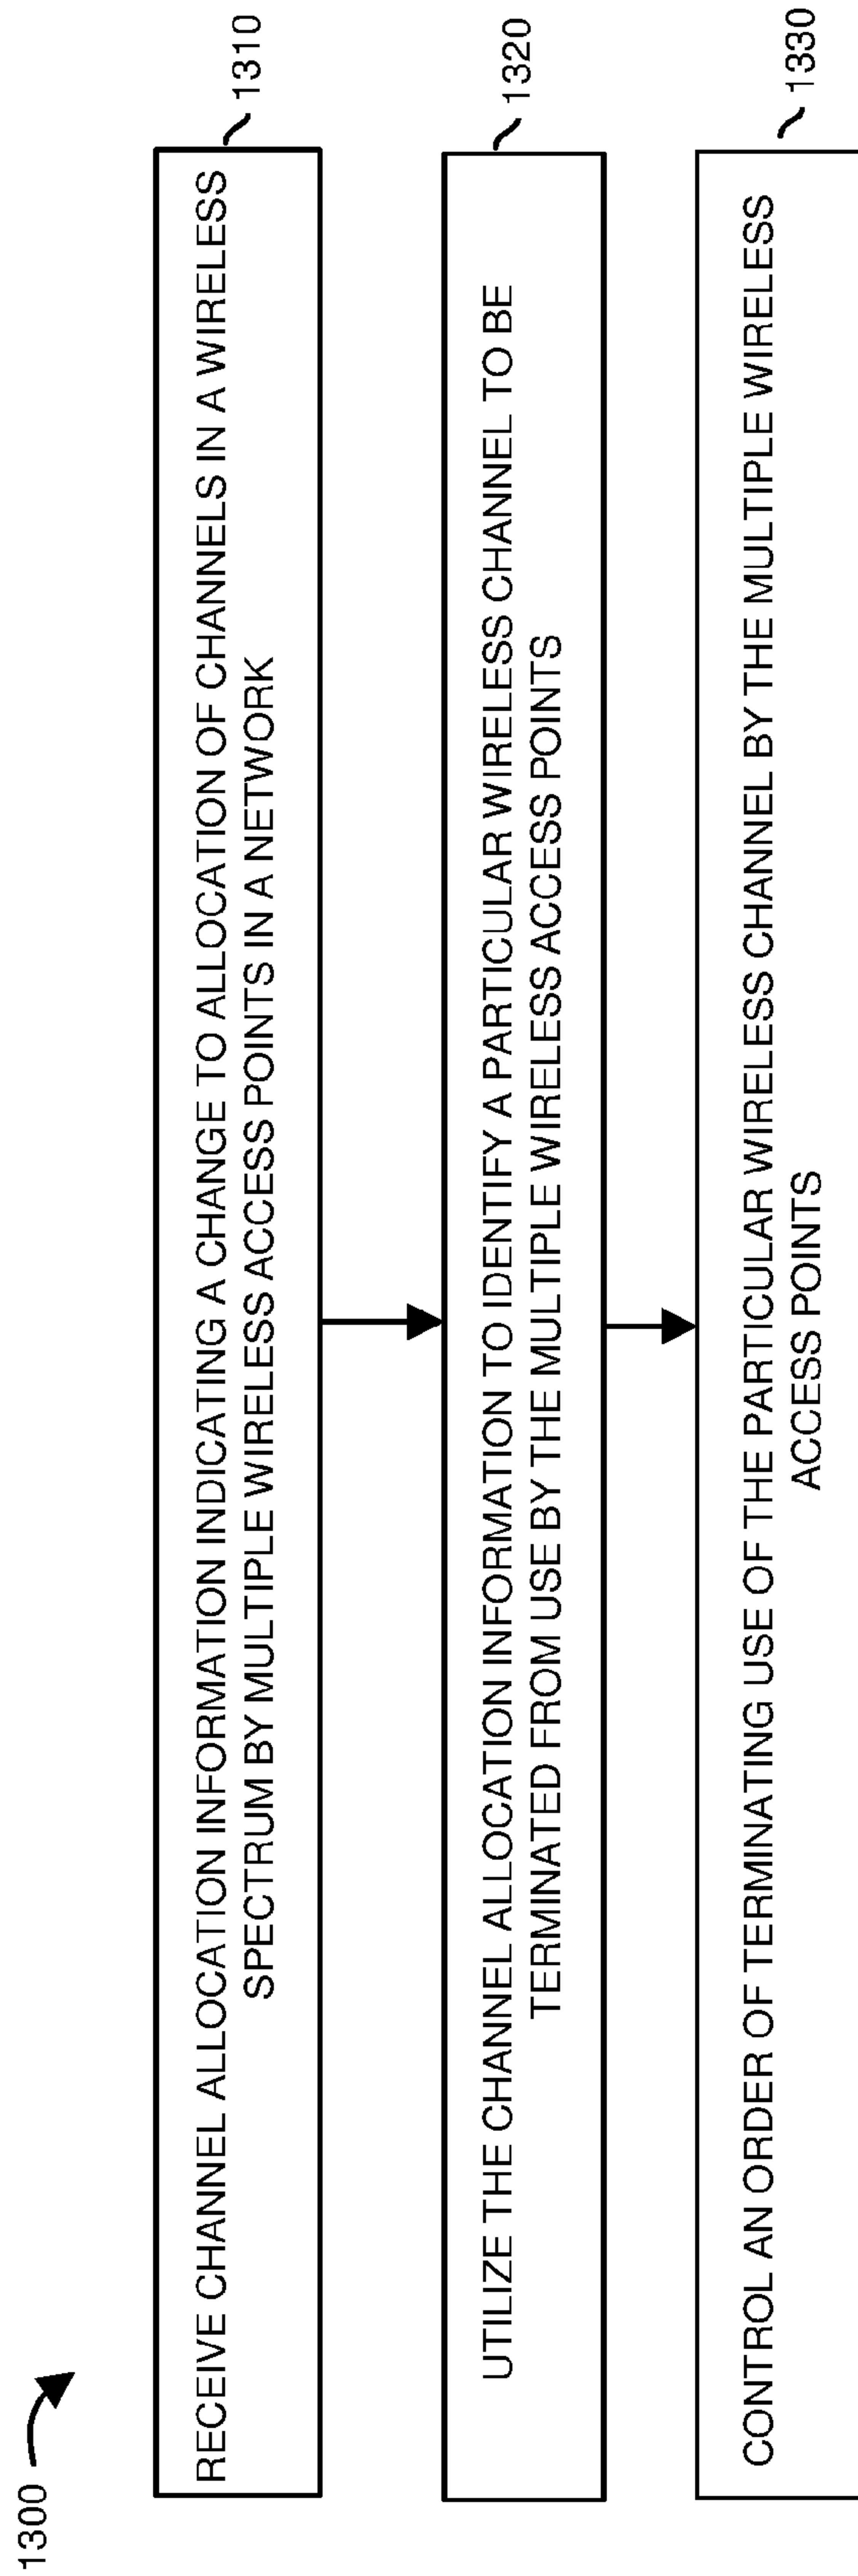 1300
RECEIVE CHANNEL ALLOCATION INFORMATION INDICATING A CHANGE TO ALLOCATION OF CHANNELS IN A WIRELESS
SPECTRUM BY MULTIPLE WIRELESS ACCESS POINTS IN A NETWORK
1310
UTILIZE THE CHANNEL ALLOCATION INFORMATION TO IDENTIFY A PARTICULAR WIRELESS CHANNEL TO BE
TERMINATED FROM USE BY THE MULTIPLE WIRELESS ACCESS POINTS
1320
CONTROL AN ORDER OF TERMINATING USE OF THE PARTICULAR WIRELESS CHANNEL BY THE MULTIPLE WIRELESS
ACCESS POINTS
1330